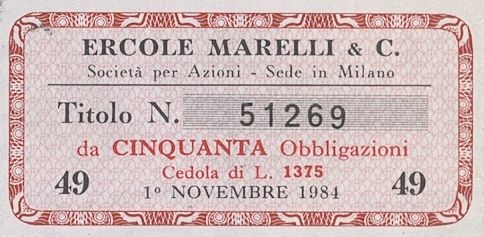 ERCOLE MARELLI & C.
Società per Azioni - Sede in Milano
Titolo N. 51269
da CINQUANTA Obbligazioni
Cedola di L. 1375
49 1º NOVEMBRE 1984 49